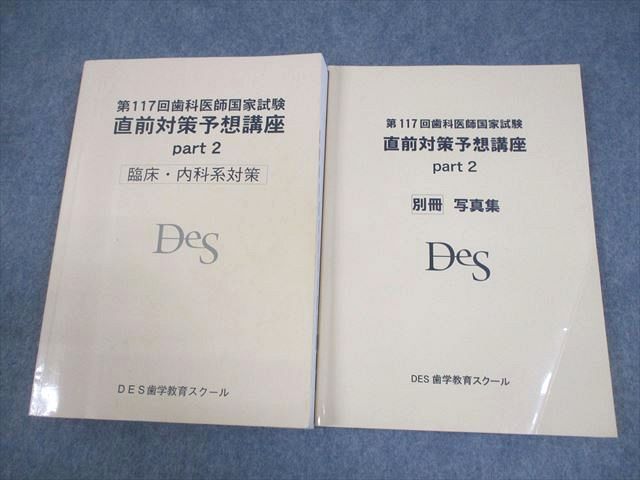 第117回歯科医師国家試験
直前対策予想講座
part 2
臨床・内科系対策
DeS
DES歯学教育スクール
第117回歯科医師国家試験
直前対策予想講座
part 2
別冊 写真集
DeS
DES歯学教育スクール